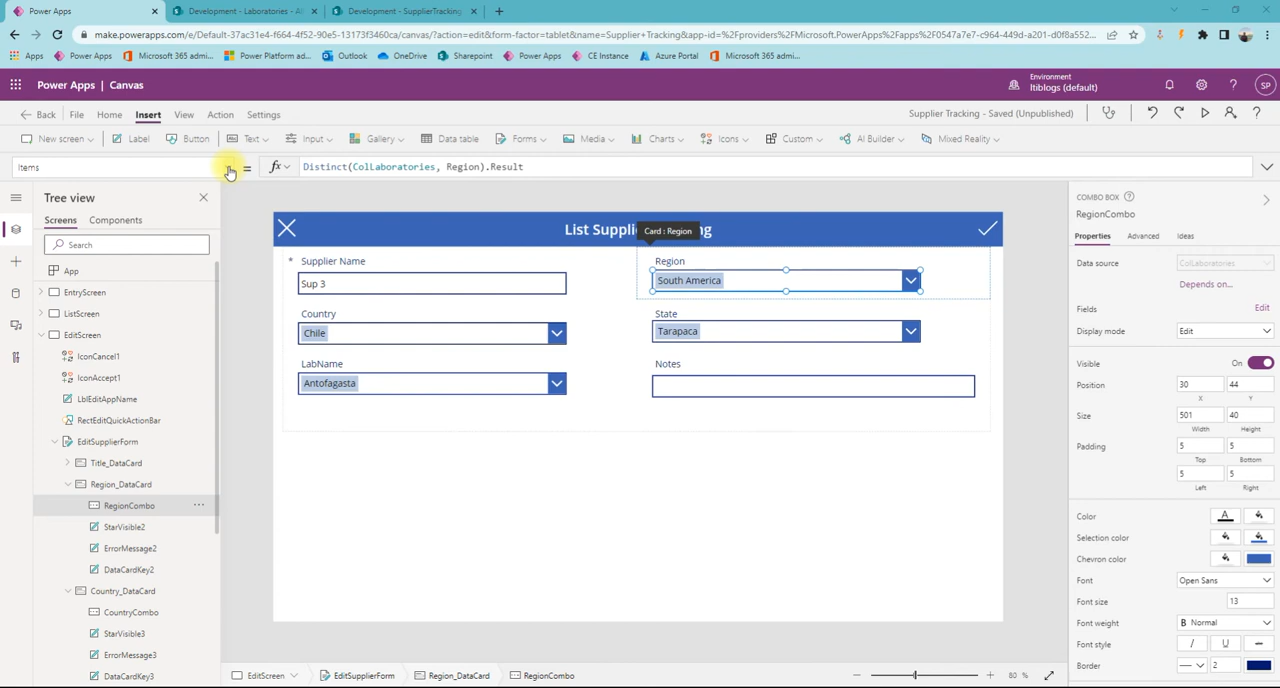 Power Apps
Development - Laboratories - Al
Development - SupplierTracking
make.powerapps.com/e/Default-37ac31e4-f664-4f52-90e5-13173f3460ca/canvas/?action=edit&form-factor=tablet&name=Supplier+Tracking&app-id=%2Fproviders%2FMicrosoft.PowerApps%2Fapps%2F0547a7e7-c964-449d-a201-d0f8a552...
Apps
Power Apps
Microsoft 365 admi...
Power platform ad...
Outlook
OneDrive
Sharepoint
Power Apps
CE Instance
Azure Portal
Microsoft 365 admi...
Power Apps | Canvas
Environment
Itiblogs (default)
SP
Back
File
Home
Insert
View
Action
Settings
Supplier Tracking - Saved (Unpublished)
New screen
Label
Button
Text
Input
Gallery
Data table
Forms
Media
Charts
Icons
Custom
AI Builder
Mixed Reality
Items
=
fx
Distinct(ColLaboratories, Region).Result
Tree view
Screens
Components
Search
App
EntryScreen
ListScreen
EditScreen
IconCancel1
IconAccept1
LblEditAppName
RectEditQuickActionBar
EditSupplierForm
Title_DataCard
Region_DataCard
RegionCombo
StarVisible2
ErrorMessage2
DataCardKey2
Country_DataCard
CountryCombo
StarVisible3
ErrorMessage3
DataCardKey3
Card : Region
* Supplier Name
Sup 3
Region
South America
Country
Chile
State
Tarapaca
LabName
Antofagasta
Notes
EditScreen
EditSupplierForm
Region_DataCard
RegionCombo
80 %
COMBO BOX
RegionCombo
Properties
Advanced
Ideas
Data source
ColLaboratories
Depends on...
Fields
Edit
Display mode
Edit
Visible
On
Position
30
44
X
Y
Size
501
40
Width
Height
Padding
5
5
Top
Bottom
5
5
Left
Right
Color
A
Selection color
Chevron color
Font
Open Sans
Font size
13
Font weight
B Normal
Font style
/
U
Border
2